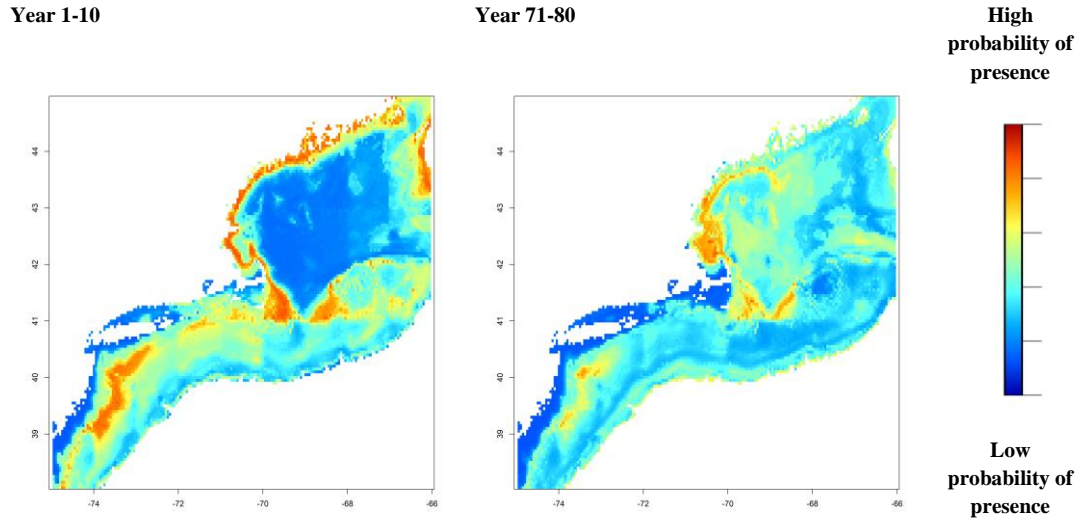 Year 1-10
Year 71-80
High
probability of
presence
44
43
42
41
40
39
-74
-72
-70
-68
-66
44
43
42
41
40
39
-74
-72
-70
-68
-66
Low
probability of
presence